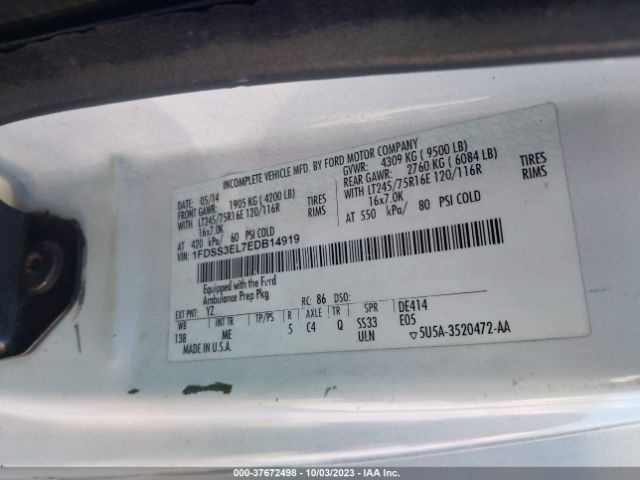 INCOMPLETE VEHICLE MFD. BY FORD MOTOR COMPANY
DATE: 05/14 GVWR: 4309 KG ( 9500 LB)
FRONT GAWR: 1905 KG ( 4200 LB) REAR GAWR: 2760 KG ( 6084 LB)
WITH LT245/75R16E 120/116R TIRES WITH LT245/75R16E 120/116R TIRES
16x7.0K RIMS 16x7.0K RIMS
AT 420 kPa/ 60 PSI COLD AT 550 kPa/ 80 PSI COLD
VIN: 1FDSS3EL7EDB14919
Equipped with the Ford
Ambulance Prep Pkg
EXT PNT: YZ RC: 86 DSO:
WB INT TR TP/PS R AXLE TR SPR DE414
138 ME 5 C4 Q SS33 E05
MADE IN U.S.A. ULN ▽5U5A-3520472-AA
000-37672498 - 10/03/2023 - IAA Inc.